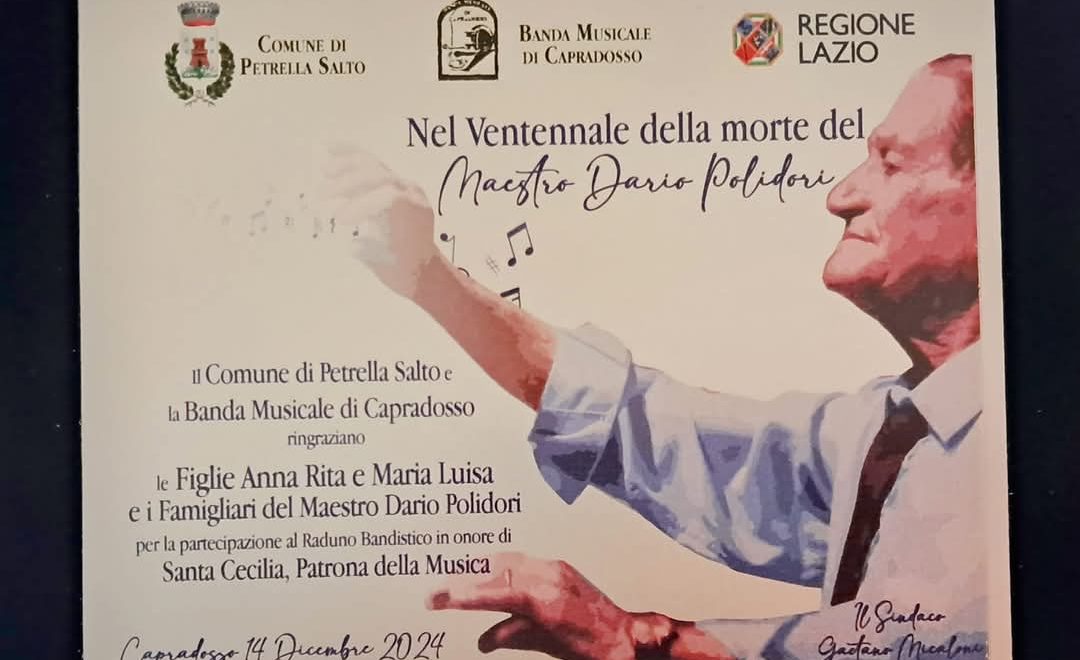 COMUNE DI
PETRELLA SALTO
BANDA MUSICALE
DI CAPRADOSSO
REGIONE
LAZIO
Nel Ventennale della morte del
Maestro Dario Polidori
Il Comune di Petrella Salto e
la Banda Musicale di Capradosso
ringraziano
le Figlie Anna Rita e Maria Luisa
e i Famigliari del Maestro Dario Polidori
per la partecipazione al Raduno Bandistico in onore di
Santa Cecilia, Patrona della Musica
Capradosso 14 Dicembre 2024
Il Sindaco
Gaetano Micaloni